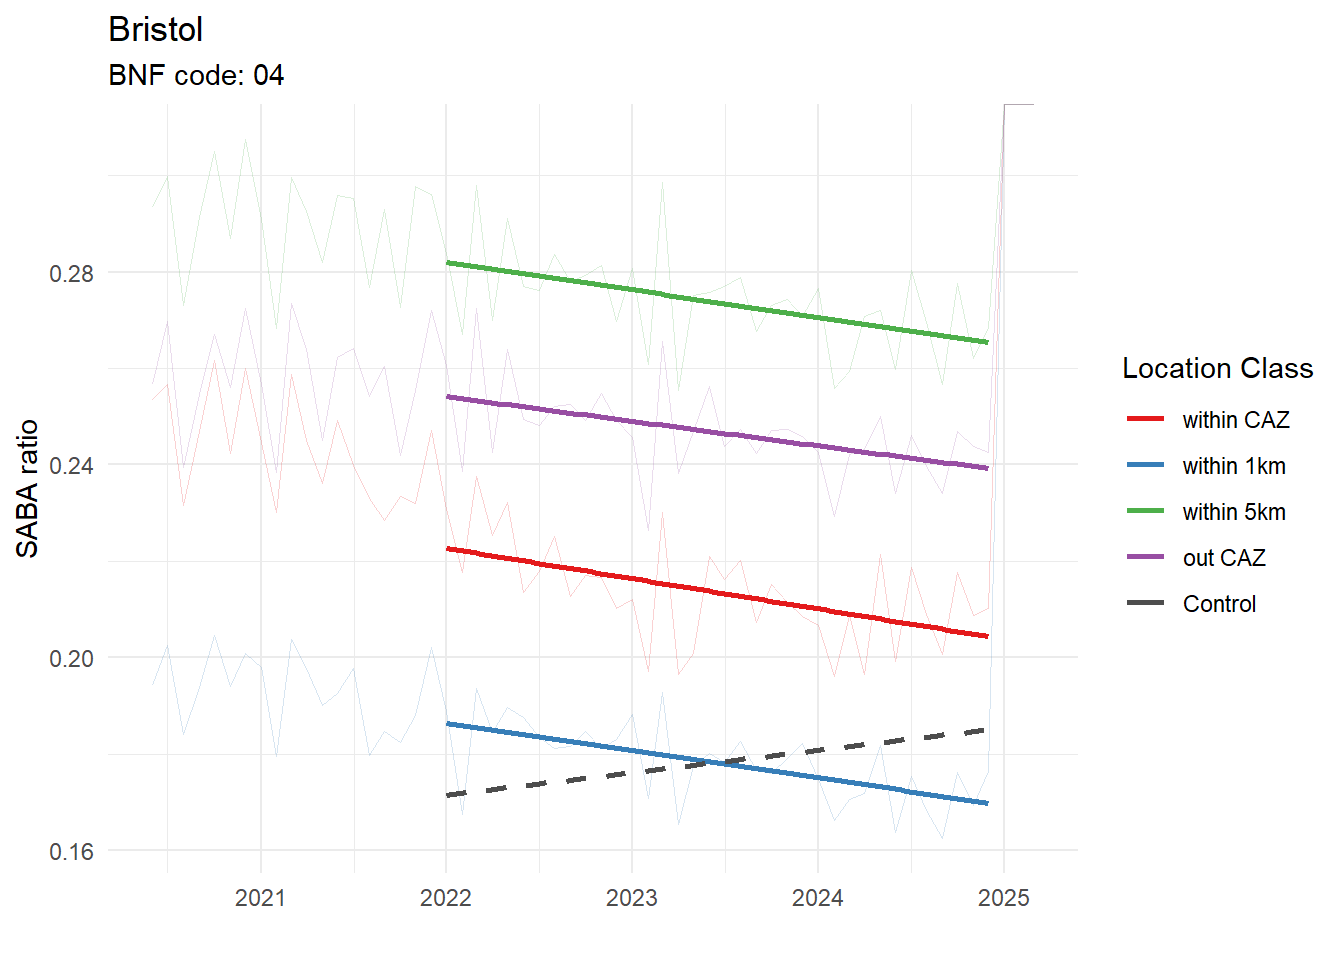 Bristol
BNF code: 04
SABA ratio
0.28
0.24
0.20
0.16
2021
2022
2023
2024
2025
Location Class
within CAZ
within 1km
within 5km
out CAZ
Control